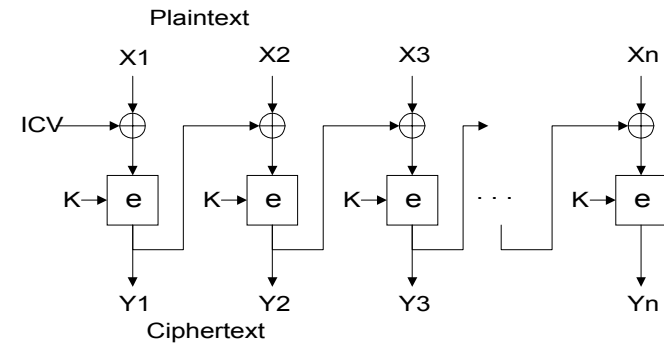 Plaintext
X1 X2 X3 Xn
ICV
K e K e K e . . . K e
Y1 Y2 Y3 Yn
Ciphertext